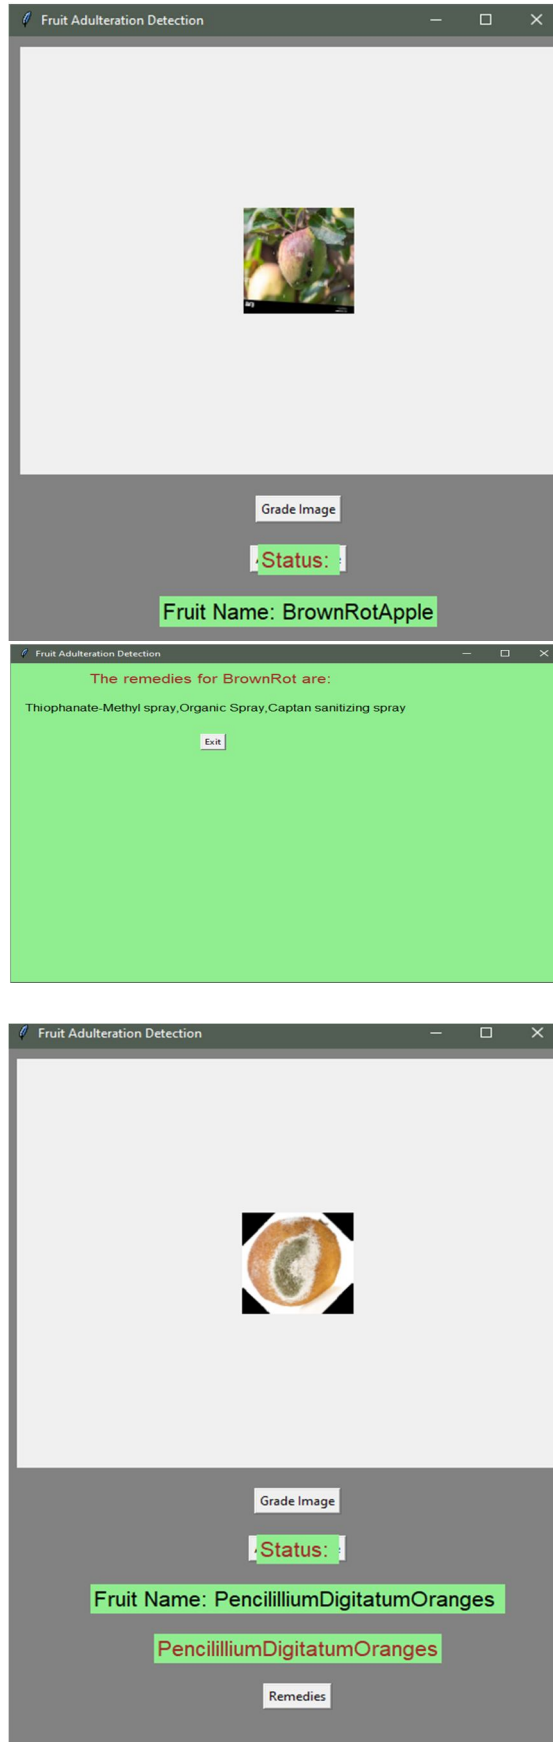 Fruit Adulteration Detection
Grade Image
Status:
Fruit Name: BrownRotApple
Fruit Adulteration Detection
The remedies for BrownRot are:
Thiophanate-Methyl spray,Organic Spray,Captan sanitizing spray
Exit
Fruit Adulteration Detection
Grade Image
Status:
Fruit Name: PencililliumDigitatumOranges
PencililliumDigitatumOranges
Remedies